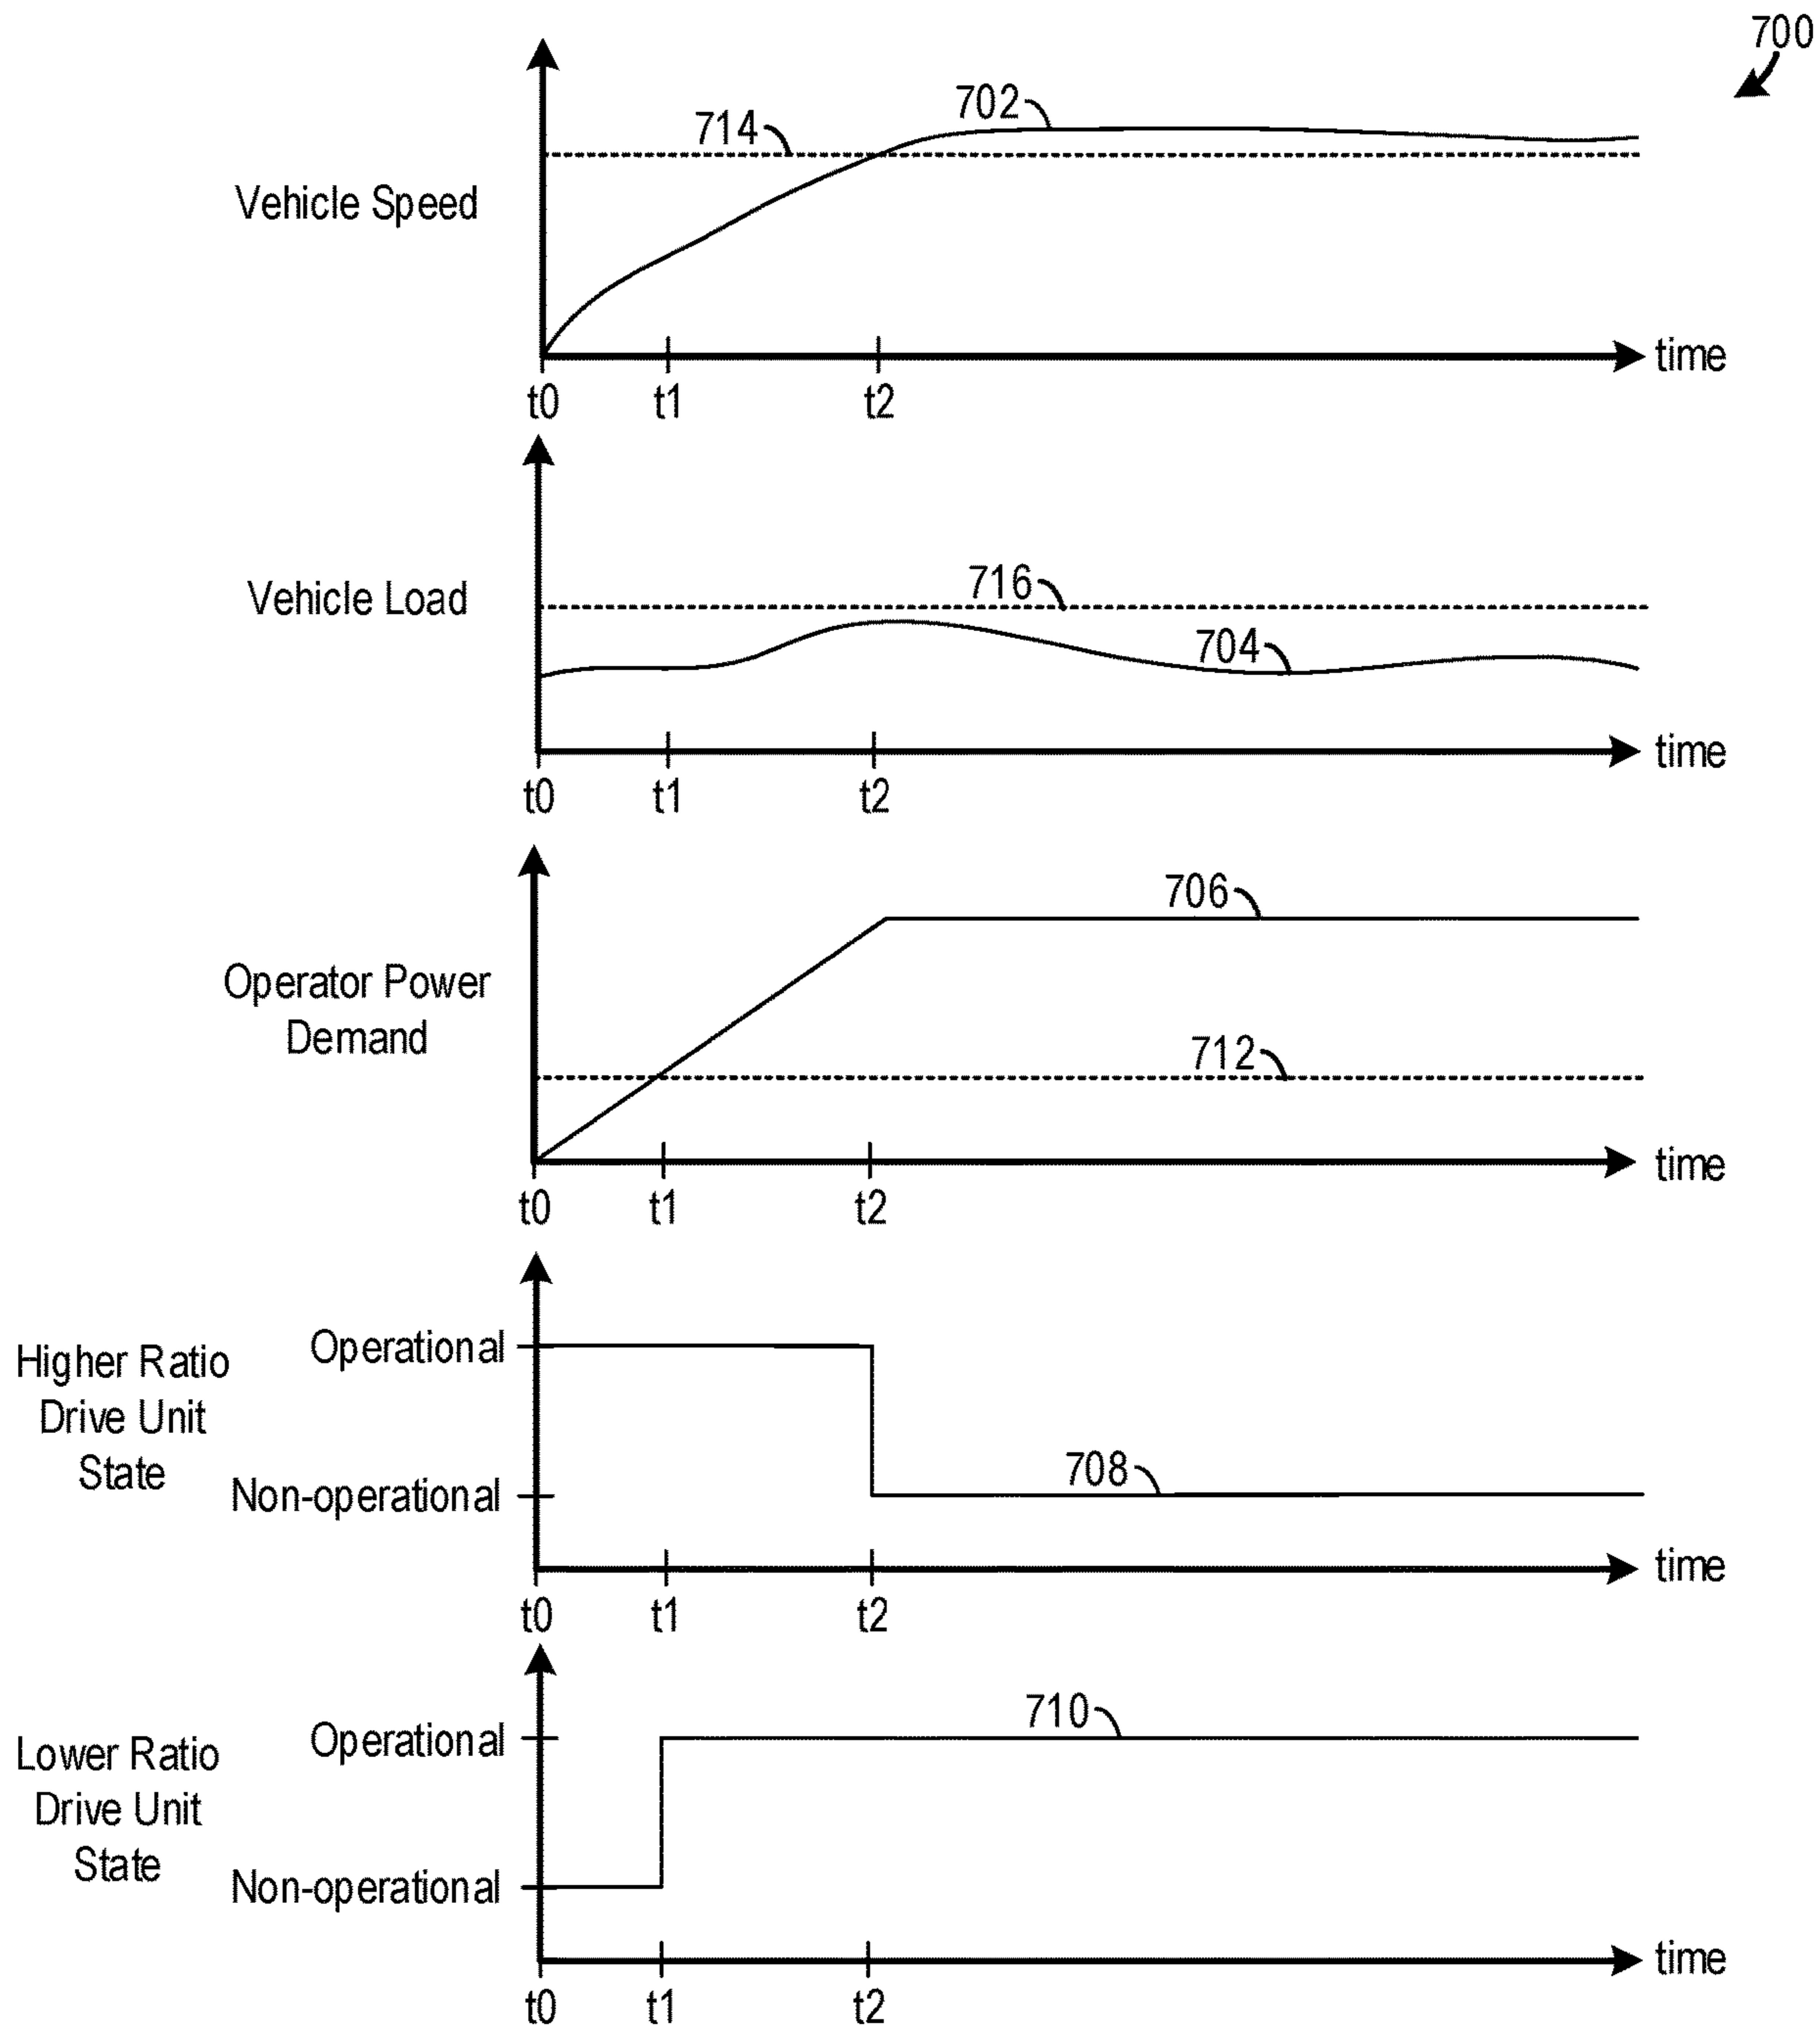 700
702
714
Vehicle Speed
time
t0 t1 t2
716
Vehicle Load
704
time
t0 t1 t2
706
Operator Power
Demand
712
time
t0 t1 t2
Operational
Higher Ratio
Drive Unit
State
708
Non-operational
time
t0 t1 t2
710
Operational
Lower Ratio
Drive Unit
State
Non-operational
time
t0 t1 t2